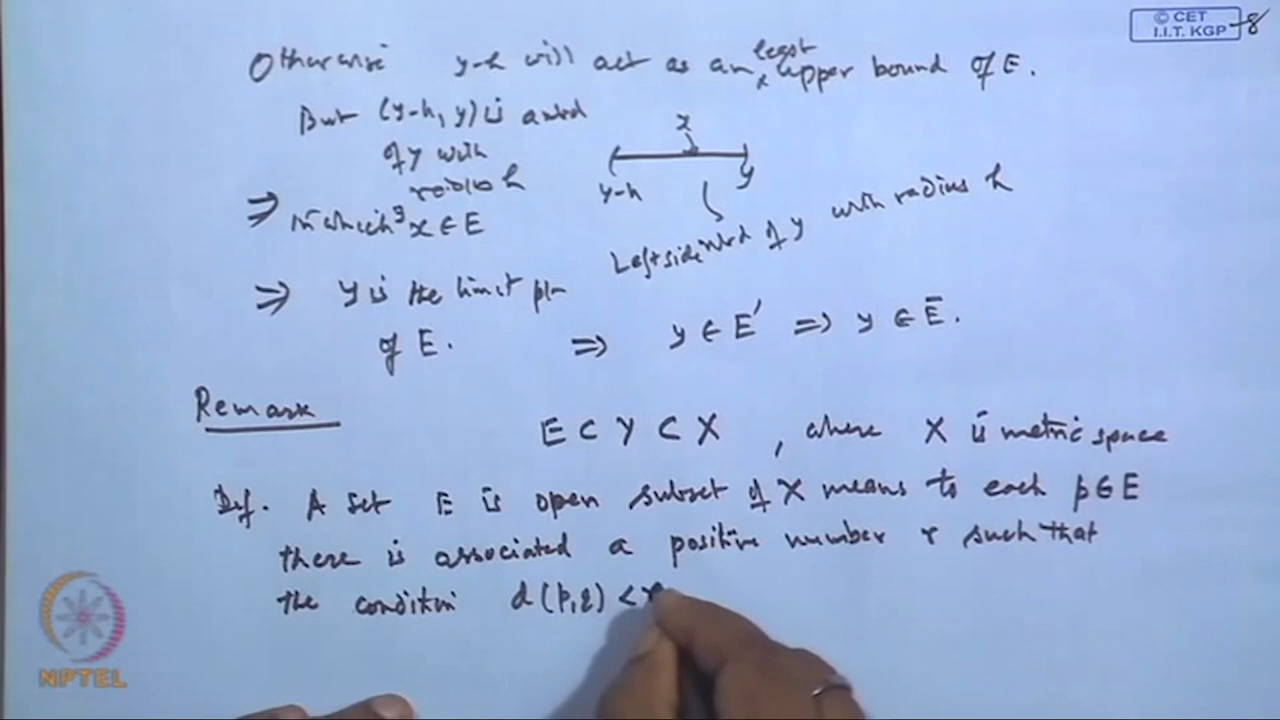 © CET
I.I.T. KGP
-8
Otherwise y-h will act as an least upper bound of E.
But (y-h, y) is a nbd
of y with
radius h
x
y-h y
⇒ in which ∃ x ∈ E
Left side nbd of y with radius h
⇒ y is the limit pt
of E. ⇒ y ∈ E′ ⇒ y ∈ Ē.
Remark
E ⊂ Y ⊂ X , where X is metric space
Def. A set E is open subset of X means to each p ∈ E
there is associated a positive number r such that
the condition d(p,q) < r
NPTEL